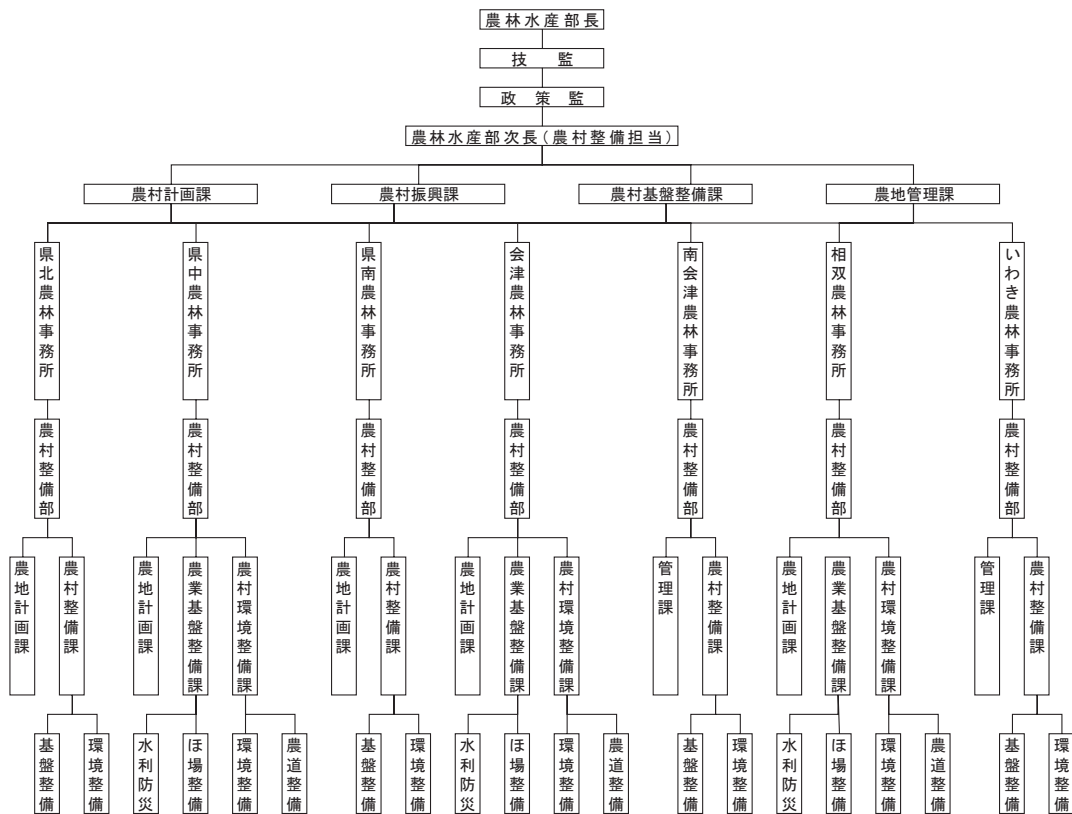 農林水産部長
技　監
政　策　監
農林水産部次長（農村整備担当）
農村計画課
農村振興課
農村基盤整備課
農地管理課
県北農林事務所
県中農林事務所
県南農林事務所
会津農林事務所
南会津農林事務所
相双農林事務所
いわき農林事務所
農村整備部
農村整備部
農村整備部
農村整備部
農村整備部
農村整備部
農村整備部
農地計画課
農村整備課
農地計画課
農業基盤整備課
農村環境整備課
農地計画課
農村整備課
農地計画課
農業基盤整備課
農村環境整備課
管理課
農村整備課
農地計画課
農業基盤整備課
農村環境整備課
管理課
農村整備課
基盤整備
環境整備
水利防災
ほ場整備
環境整備
農道整備
基盤整備
環境整備
水利防災
ほ場整備
環境整備
農道整備
基盤整備
環境整備
水利防災
ほ場整備
環境整備
農道整備
基盤整備
環境整備